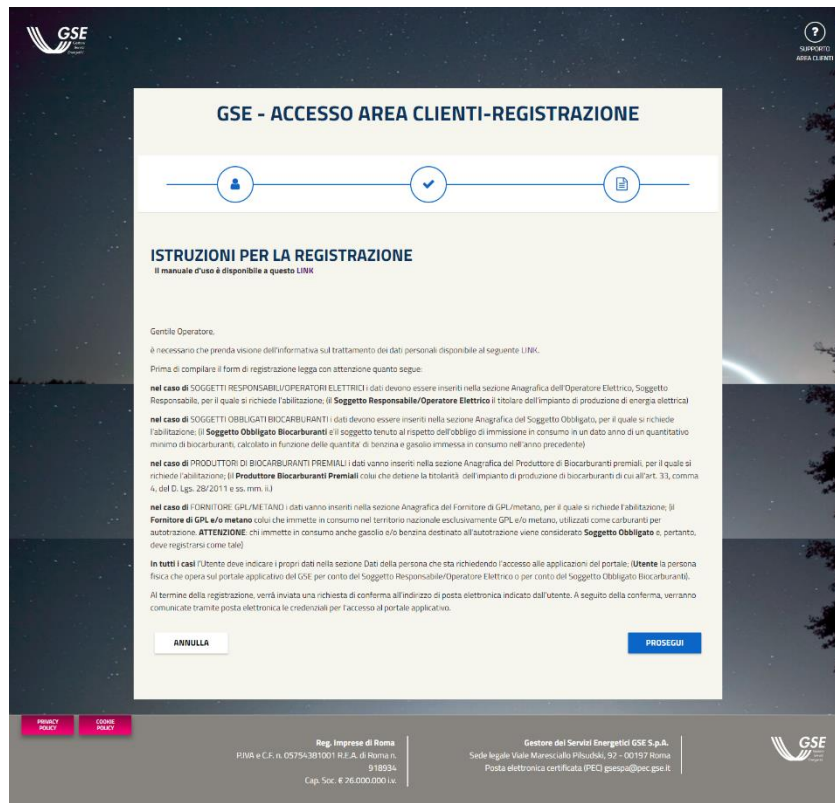 GSE
Gestore
Servizi
Energetici
?
SUPPORTO
AREA CLIENTI
GSE - ACCESSO AREA CLIENTI-REGISTRAZIONE
ISTRUZIONI PER LA REGISTRAZIONE
Il manuale d'uso è disponibile a questo LINK
Gentile Operatore,
è necessario che prenda visione dell'informativa sul trattamento dei dati personali disponibile al seguente LINK.
Prima di compilare il form di registrazione legga con attenzione quanto segue:
nel caso di SOGGETTI RESPONSABILI/OPERATORI ELETTRICI i dati devono essere inseriti nella sezione Anagrafica dell'Operatore Elettrico, Soggetto
Responsabile, per il quale si richiede l'abilitazione; (il Soggetto Responsabile/Operatore Elettrico il titolare dell'impianto di produzione di energia elettrica)
nel caso di SOGGETTI OBBLIGATI BIOCARBURANTI i dati devono essere inseriti nella sezione Anagrafica del Soggetto Obbligato, per il quale si richiede
l'abilitazione; (il Soggetto Obbligato Biocarburanti e'il soggetto tenuto al rispetto dell'obbligo di immissione in consumo in un dato anno di un quantitativo
minimo di biocarburanti, calcolato in funzione delle quantita' di benzina e gasolio immessa in consumo nell'anno precedente)
nel caso di PRODUTTORI DI BIOCARBURANTI PREMIALI i dati vanno inseriti nella sezione Anagrafica del Produttore di Biocarburanti premiali, per il quale si
richiede l'abilitazione; (il Produttore Biocarburanti Premiali colui che detiene la titolarità dell'impianto di produzione di biocarburanti di cui all'art. 33, comma
4, del D. Lgs. 28/2011 e ss. mm. ii.)
nel caso di FORNITORE GPL/METANO i dati vanno inseriti nella sezione Anagrafica del Fornitore di GPL/metano, per il quale si richiede l'abilitazione; (il
Fornitore di GPL e/o metano colui che immette in consumo nel territorio nazionale esclusivamente GPL e/o metano, utilizzati come carburanti per
autotrazione. ATTENZIONE: chi immette in consumo anche gasolio e/o benzina destinato all'autotrazione viene considerato Soggetto Obbligato e, pertanto,
deve registrarsi come tale)
In tutti i casi l'Utente deve indicare i propri dati nella sezione Dati della persona che sta richiedendo l'accesso alle applicazioni del portale; (Utente la persona
fisica che opera sul portale applicativo del GSE per conto del Soggetto Responsabile/Operatore Elettrico o per conto del Soggetto Obbligato Biocarburanti).
Al termine della registrazione, verrà inviata una richiesta di conferma all'indirizzo di posta elettronica indicato dall'utente. A seguito della conferma, verranno
comunicate tramite posta elettronica le credenziali per l'accesso al portale applicativo.
ANNULLA
PROSEGUI
PRIVACY
POLICY
COOKIE
POLICY
Reg. Imprese di Roma
P.IVA e C.F. n. 05754381001 R.E.A. di Roma n.
918934
Cap. Soc. € 26.000.000 i.v.
Gestore dei Servizi Energetici GSE S.p.A.
Sede legale Viale Maresciallo Pilsudski, 92 - 00197 Roma
Posta elettronica certificata (PEC) gsespa@pec.gse.it
GSE